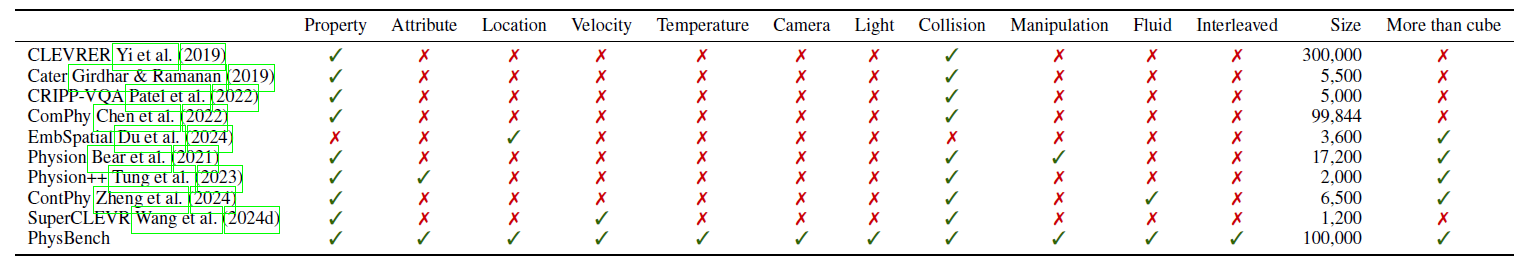 Property Attribute Location Velocity Temperature Camera Light Collision Manipulation Fluid Interleaved Size More than cube
CLEVRER Yi et al. (2019) ✓ ✗ ✗ ✗ ✗ ✗ ✗ ✓ ✗ ✗ ✗ 300,000 ✗
Cater Girdhar & Ramanan (2019) ✓ ✗ ✗ ✗ ✗ ✗ ✗ ✓ ✗ ✗ ✗ 5,500 ✗
CRIPP-VQA Patel et al. (2022) ✓ ✗ ✗ ✗ ✗ ✗ ✗ ✓ ✗ ✗ ✗ 5,000 ✗
ComPhy Chen et al. (2022) ✓ ✗ ✗ ✗ ✗ ✗ ✗ ✓ ✗ ✗ ✗ 99,844 ✗
EmbSpatial Du et al. (2024) ✗ ✗ ✓ ✗ ✗ ✗ ✗ ✗ ✗ ✗ ✗ 3,600 ✓
Physion Bear et al. (2021) ✓ ✗ ✗ ✗ ✗ ✗ ✗ ✓ ✓ ✗ ✗ 17,200 ✓
Physion++ Tung et al. (2023) ✓ ✓ ✗ ✗ ✗ ✗ ✗ ✓ ✗ ✗ ✗ 2,000 ✓
ContPhy Zheng et al. (2024) ✓ ✗ ✗ ✗ ✗ ✗ ✗ ✓ ✗ ✓ ✗ 6,500 ✓
SuperCLEVR Wang et al. (2024d) ✓ ✗ ✗ ✓ ✗ ✗ ✗ ✓ ✗ ✗ ✗ 1,200 ✗
PhysBench ✓ ✓ ✓ ✓ ✓ ✓ ✓ ✓ ✓ ✓ ✓ 100,000 ✓